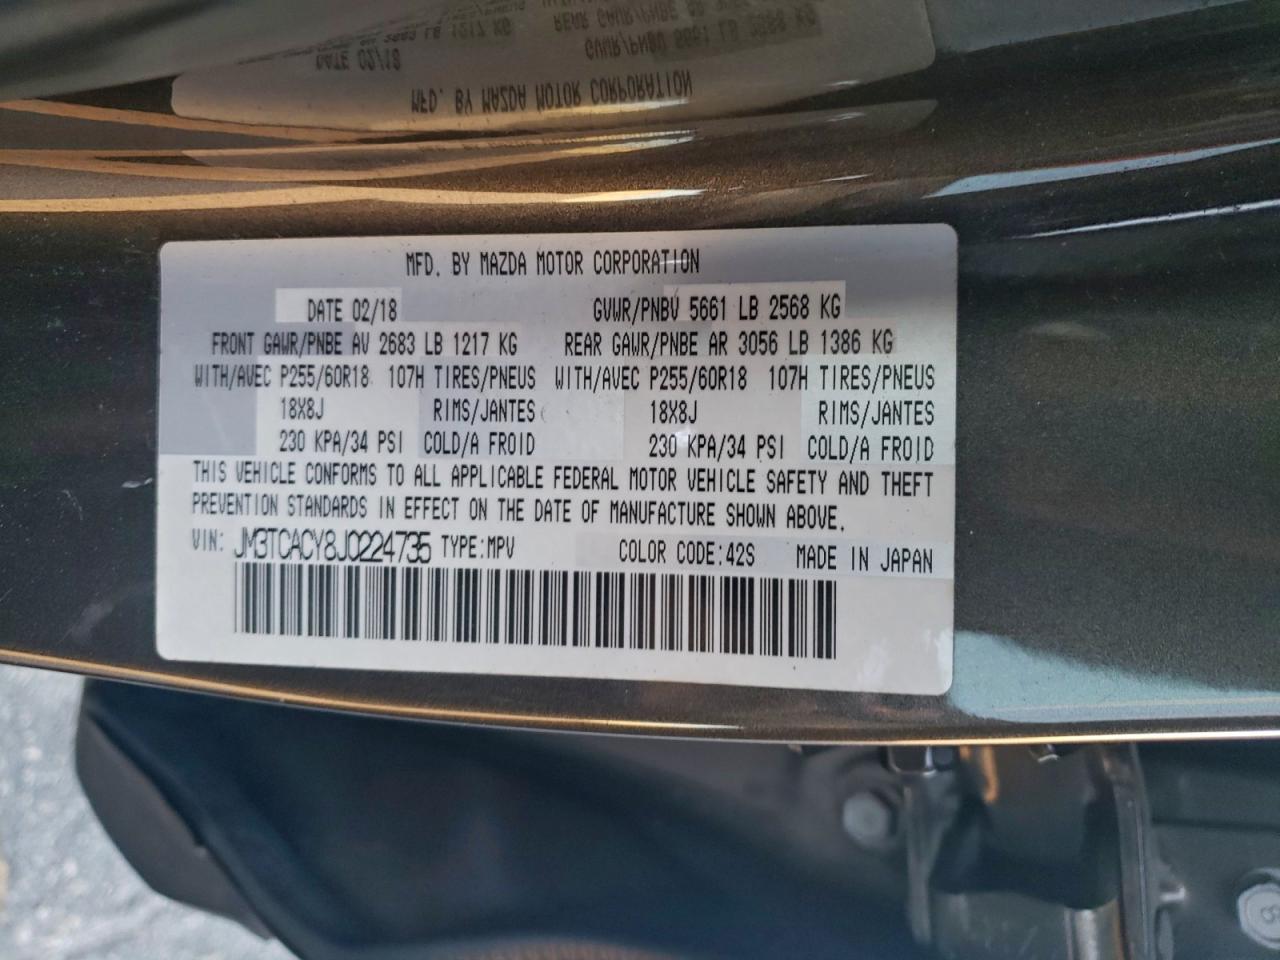 MFD. BY MAZDA MOTOR CORPORATION
DATE 02/18 GVWR/PNBV 5661 LB 2568 KG
FRONT GAWR/PNBE AV 2683 LB 1217 KG REAR GAWR/PNBE AR 3056 LB 1386 KG
WITH/AVEC P255/60R18 107H TIRES/PNEUS WITH/AVEC P255/60R18 107H TIRES/PNEUS
18X8J RIMS/JANTES 18X8J RIMS/JANTES
230 KPA/34 PSI COLD/A FROID 230 KPA/34 PSI COLD/A FROID
THIS VEHICLE CONFORMS TO ALL APPLICABLE FEDERAL MOTOR VEHICLE SAFETY AND THEFT
PREVENTION STANDARDS IN EFFECT ON THE DATE OF MANUFACTURE SHOWN ABOVE.
VIN: JM3TCACY8J0224735 TYPE:MPV COLOR CODE:42S MADE IN JAPAN
8